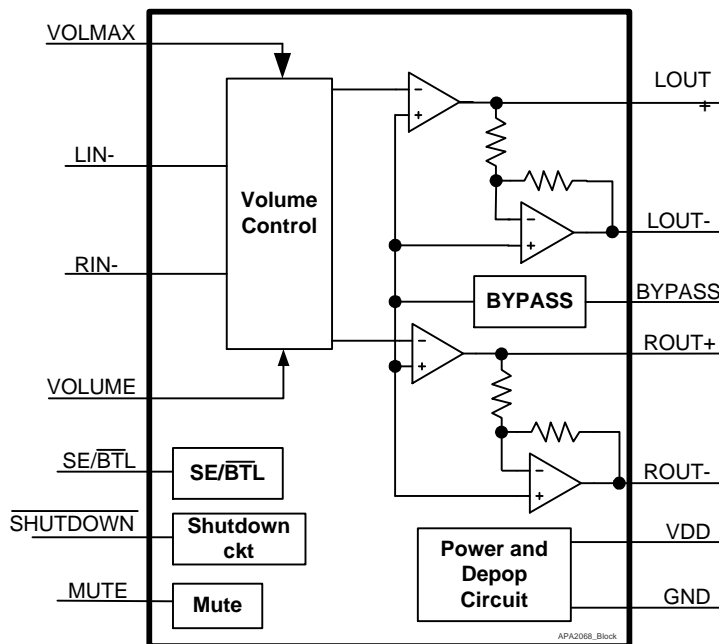 VOLMAX
LIN-
RIN-
VOLUME
SE/BTL
SHUTDOWN
MUTE
Volume
Control
SE/BTL
Shutdown
ckt
Mute
BYPASS
Power and
Depop
Circuit
LOUT
+
LOUT-
BYPASS
ROUT+
ROUT-
VDD
GND
APA2068_Block